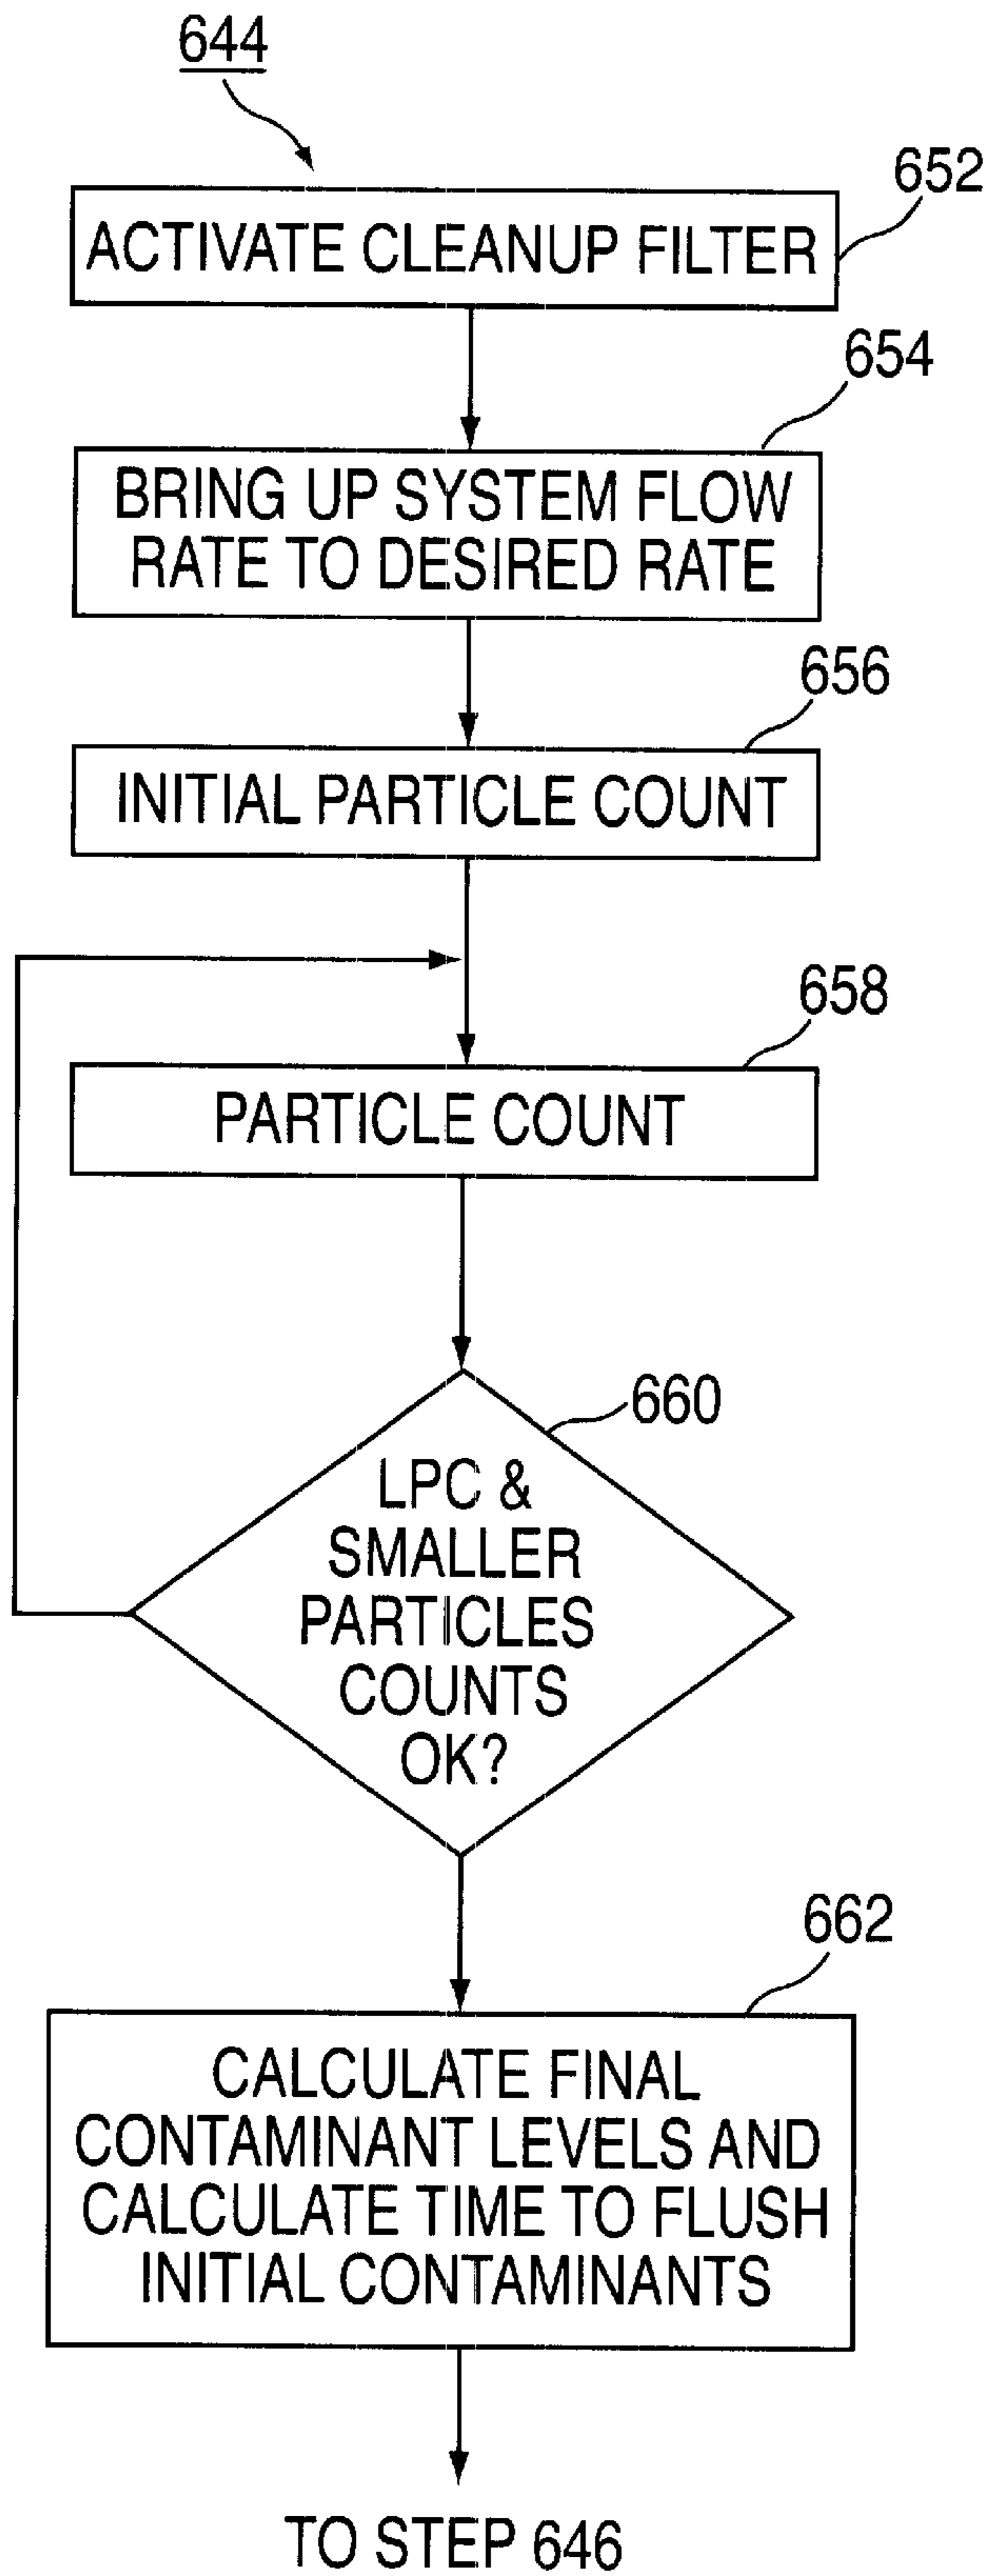 644
652
ACTIVATE CLEANUP FILTER
654
BRING UP SYSTEM FLOW
RATE TO DESIRED RATE
656
INITIAL PARTICLE COUNT
658
PARTICLE COUNT
660
LPC &
SMALLER
PARTICLES
COUNTS
OK?
662
CALCULATE FINAL
CONTAMINANT LEVELS AND
CALCULATE TIME TO FLUSH
INITIAL CONTAMINANTS
TO STEP 646